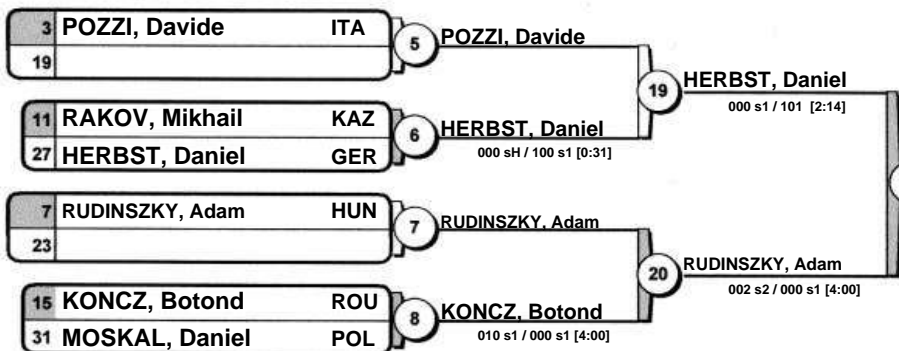 3 POZZI, Davide ITA
19
5
POZZI, Davide
11 RAKOV, Mikhail KAZ
27 HERBST, Daniel GER
6
HERBST, Daniel
000 sH / 100 s1 [0:31]
19
HERBST, Daniel
000 s1 / 101 [2:14]
7 RUDINSZKY, Adam HUN
23
7
RUDINSZKY, Adam
15 KONCZ, Botond ROU
31 MOSKAL, Daniel POL
8
KONCZ, Botond
010 s1 / 000 s1 [4:00]
20
RUDINSZKY, Adam
002 s2 / 000 s1 [4:00]